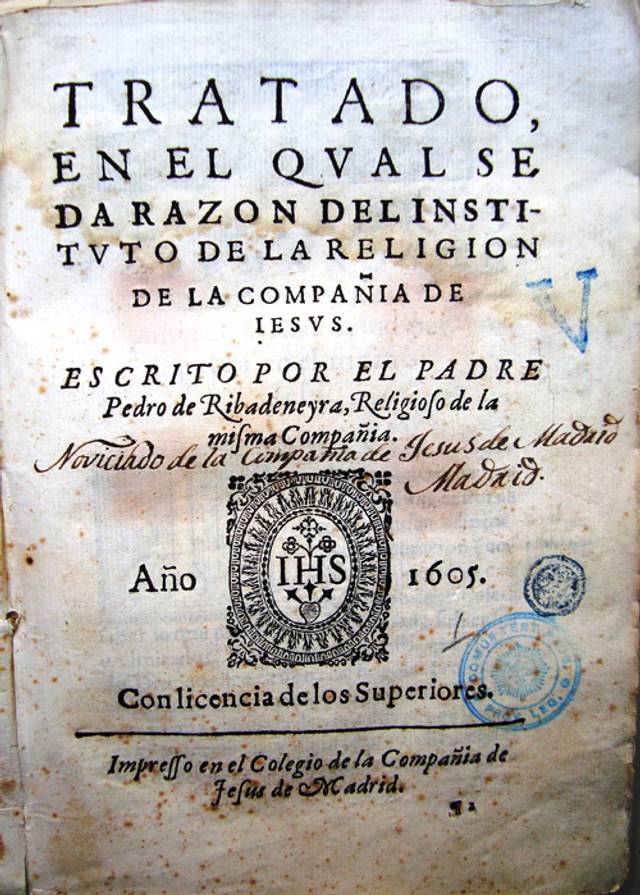 TRATADO,
EN EL QVAL SE
DA RAZON DEL INSTI-
TVTO DE LA RELIGION
DE LA COMPAÑIA DE
IESVS.
ESCRITO POR EL PADRE
Pedro de Ribadeneyra, Religioſo de la
miſma Compañia.
Noviciado de la Compañia de Jesus de Madrid
Madrid.
V
IHS
Año 1605.
Con licencia de los Superiores.
Impreſſo en el Colegio de la Compañia de
Jeſus de Madrid.
¶ 2